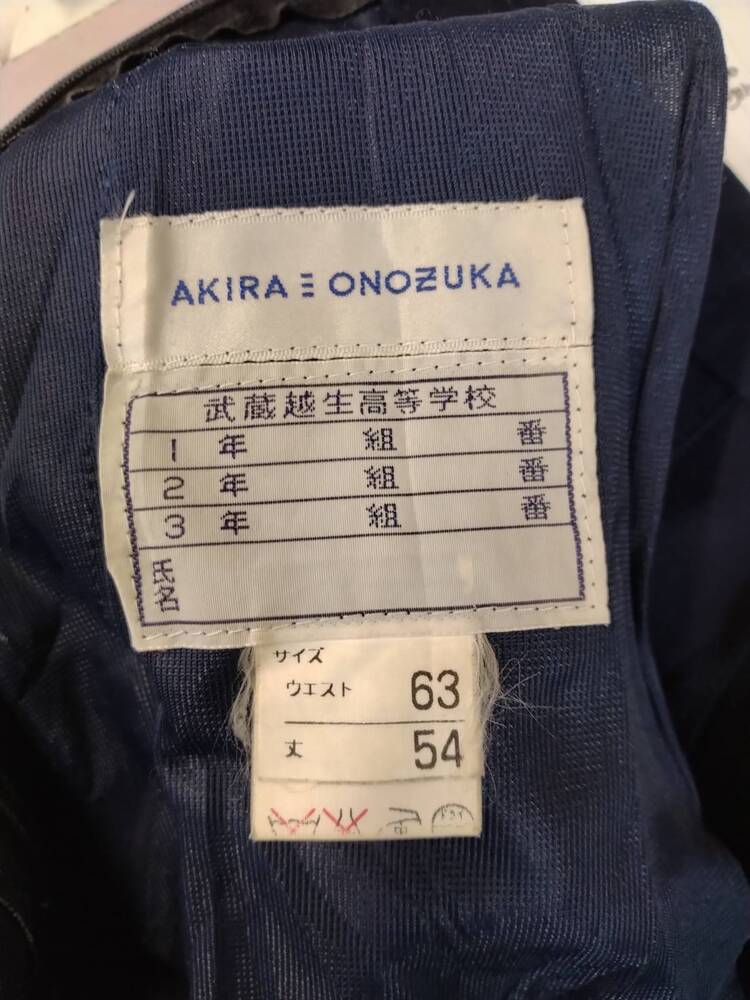 AKIRA ONOZUKA
武蔵越生高等学校
1 年 組 番
2 年 組 番
3 年 組 番
氏名
サイズ
ウエスト 63
丈 54